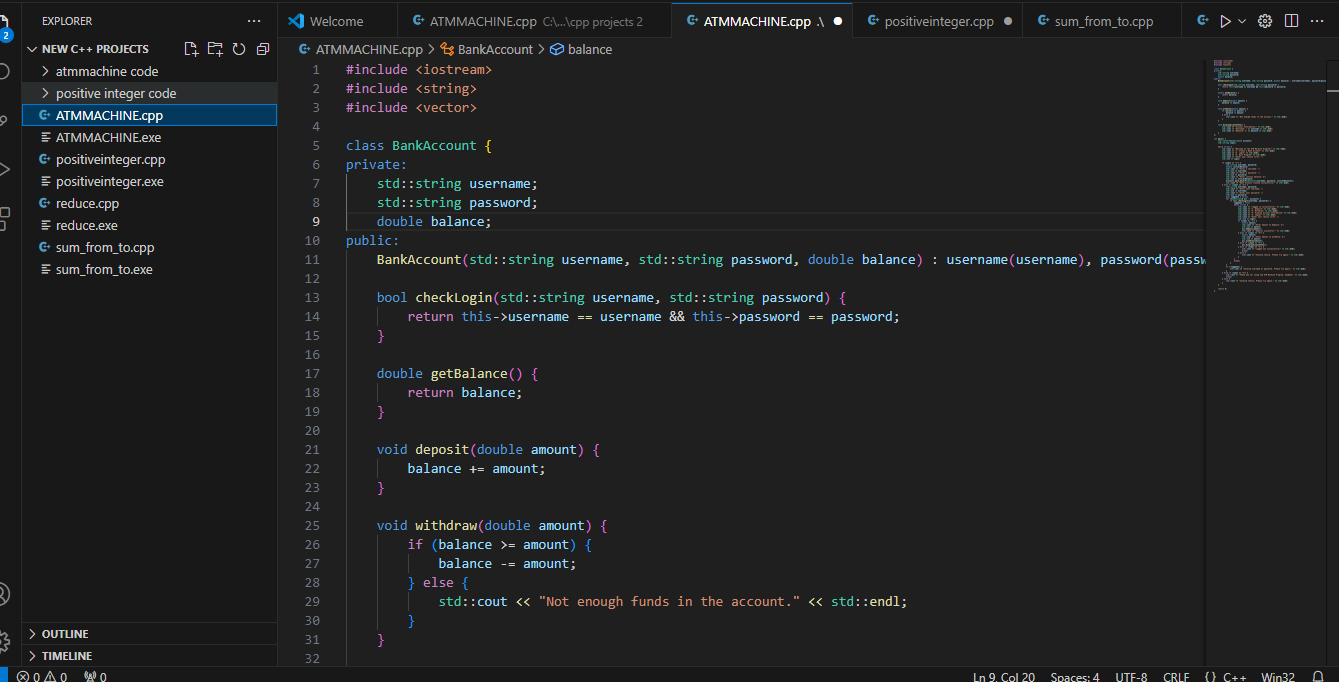 EXPLORER
NEW C++ PROJECTS
atmmachine code
positive integer code
ATMMACHINE.cpp
ATMMACHINE.exe
positiveinteger.cpp
positiveinteger.exe
reduce.cpp
reduce.exe
sum_from_to.cpp
sum_from_to.exe
OUTLINE
TIMELINE
2
Welcome
ATMMACHINE.cpp C:\...\cpp projects 2
ATMMACHINE.cpp .\
positiveinteger.cpp
sum_from_to.cpp
ATMMACHINE.cpp > BankAccount > balance
1 #include <iostream>
2 #include <string>
3 #include <vector>
4
5 class BankAccount {
6 private:
7     std::string username;
8     std::string password;
9     double balance;
10 public:
11     BankAccount(std::string username, std::string password, double balance) : username(username), password(passw
12
13     bool checkLogin(std::string username, std::string password) {
14         return this->username == username && this->password == password;
15     }
16
17     double getBalance() {
18         return balance;
19     }
20
21     void deposit(double amount) {
22         balance += amount;
23     }
24
25     void withdraw(double amount) {
26         if (balance >= amount) {
27             balance -= amount;
28         } else {
29             std::cout << "Not enough funds in the account." << std::endl;
30         }
31     }
32
0 0 0
Ln 9, Col 20 Spaces: 4 UTF-8 CRLF {} C++ Win32